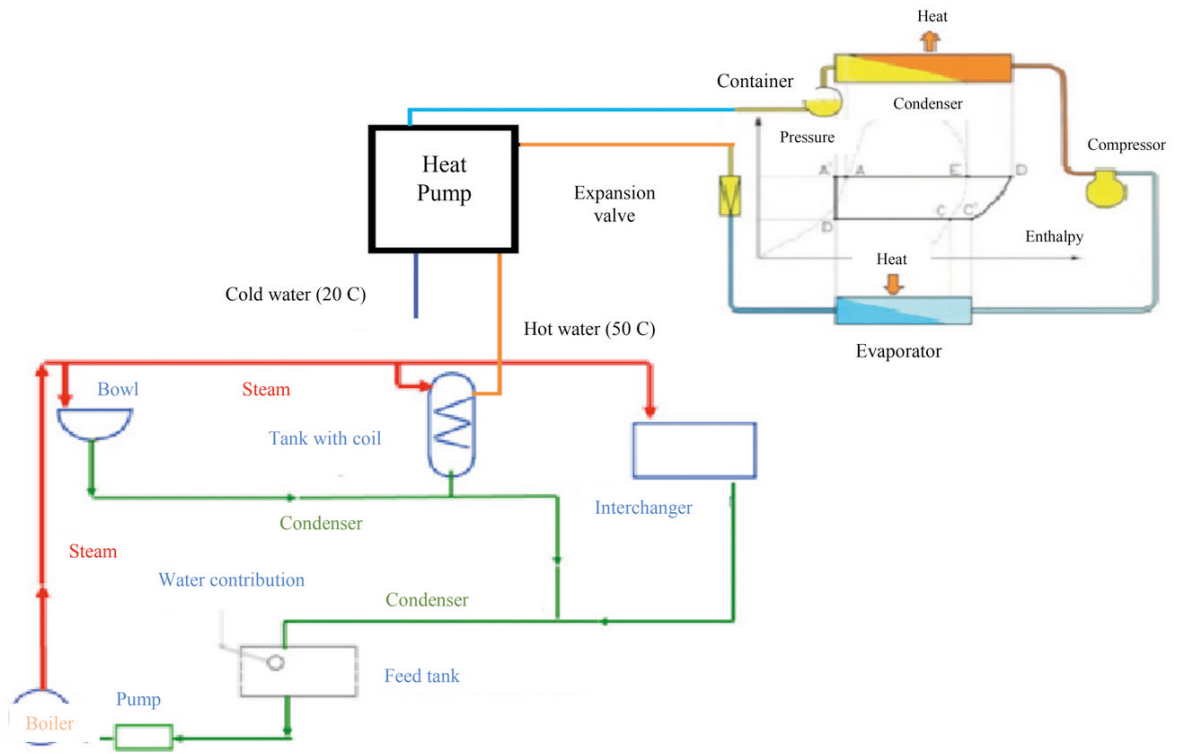 Heat
Container
Condenser
Pressure
Compressor
Heat
Pump
A'
A
E
D
Expansion
valve
D
C
C'
Enthalpy
Heat
Cold water (20 C)
Hot water (50 C)
Evaporator
Bowl
Steam
Tank with coil
Interchanger
Condenser
Steam
Water contribution
Condenser
Feed tank
Pump
Boiler